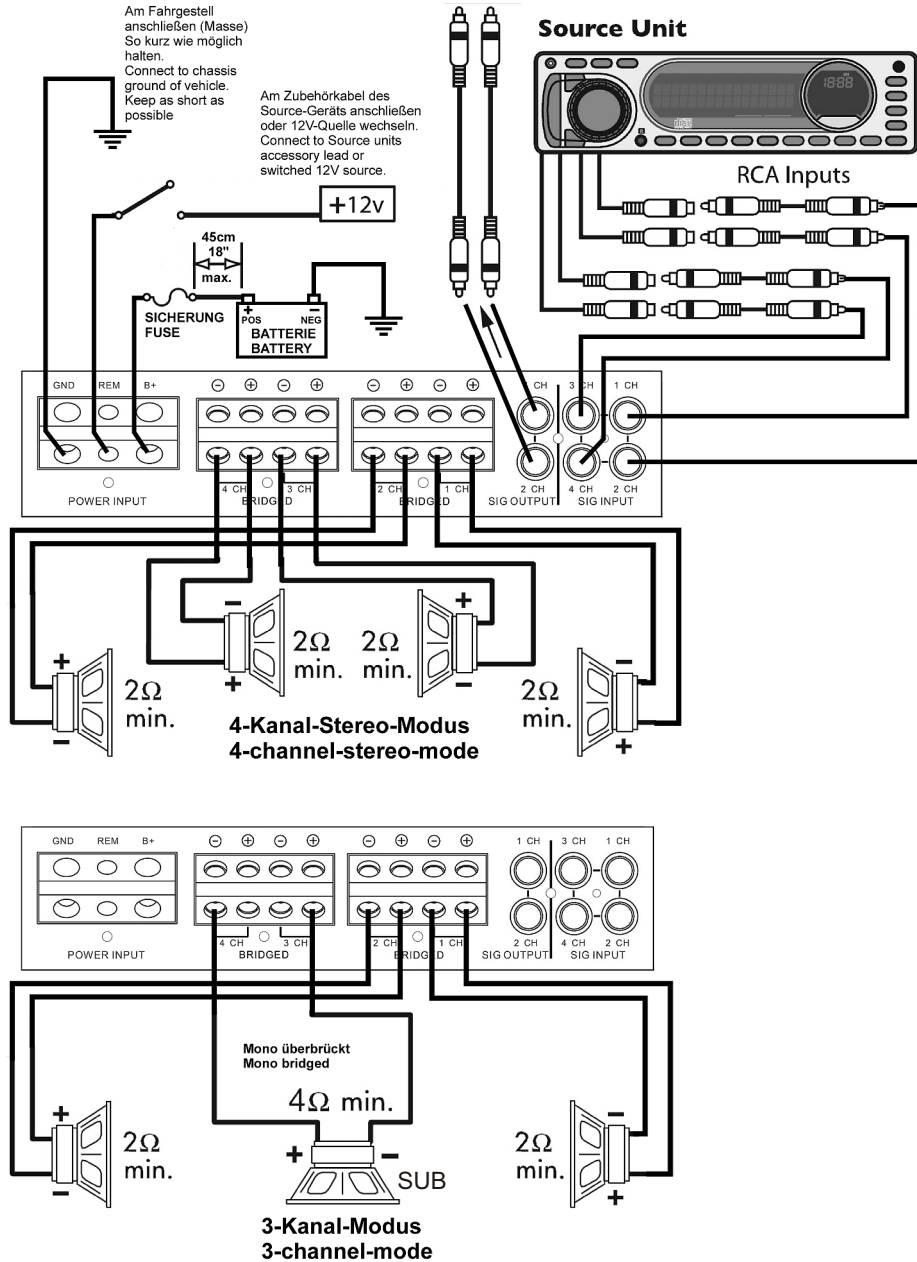 Am Fahrgestell
anschließen (Masse)
So kurz wie möglich
halten.
Connect to chassis
ground of vehicle.
Keep as short as
possible
Am Zubehörkabel des
Source-Geräts anschließen
oder 12V-Quelle wechseln.
Connect to Source units
accessory lead or
switched 12V source.
+12v
45cm
18"
max.
SICHERUNG
FUSE
+ −
POS NEG
BATTERIE
BATTERY
Source Unit
18:88
RCA Inputs
GND REM B+
⊖ ⊕ ⊖ ⊕
⊖ ⊕ ⊖ ⊕
CH 3 CH 1 CH
POWER INPUT
4 CH 3 CH
BRIDGED
2 CH 1 CH
BRIDGED
2 CH 4 CH 2 CH
SIG OUTPUT SIG INPUT
+
−
2Ω
min.
−
+
2Ω
min.
2Ω
min.
+
−
2Ω
min.
−
+
4-Kanal-Stereo-Modus
4-channel-stereo-mode
GND REM B+
⊖ ⊕ ⊖ ⊕
⊖ ⊕ ⊖ ⊕
1 CH 3 CH 1 CH
POWER INPUT
4 CH 3 CH
BRIDGED
2 CH 1 CH
BRIDGED
2 CH 4 CH 2 CH
SIG OUTPUT SIG INPUT
Mono überbrückt
Mono bridged
4Ω min.
+ −
SUB
+
−
2Ω
min.
2Ω
min.
−
+
3-Kanal-Modus
3-channel-mode